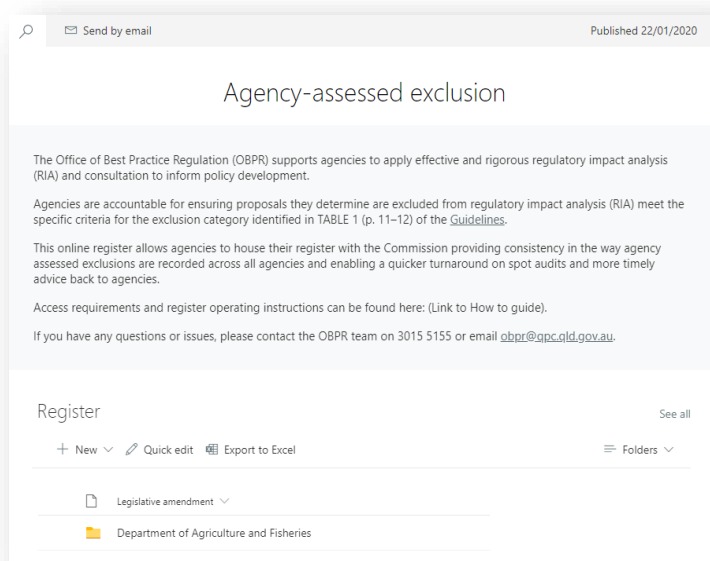 Send by email
Published 22/01/2020
Agency-assessed exclusion
The Office of Best Practice Regulation (OBPR) supports agencies to apply effective and rigorous regulatory impact analysis
(RIA) and consultation to inform policy development.
Agencies are accountable for ensuring proposals they determine are excluded from regulatory impact analysis (RIA) meet the
specific criteria for the exclusion category identified in TABLE 1 (p. 11–12) of the Guidelines.
This online register allows agencies to house their register with the Commission providing consistency in the way agency
assessed exclusions are recorded across all agencies and enabling a quicker turnaround on spot audits and more timely
advice back to agencies.
Access requirements and register operating instructions can be found here: (Link to How to guide).
If you have any questions or issues, please contact the OBPR team on 3015 5155 or email obpr@qpc.qld.gov.au.
Register
See all
New
Quick edit
Export to Excel
Folders
Legislative amendment
Department of Agriculture and Fisheries